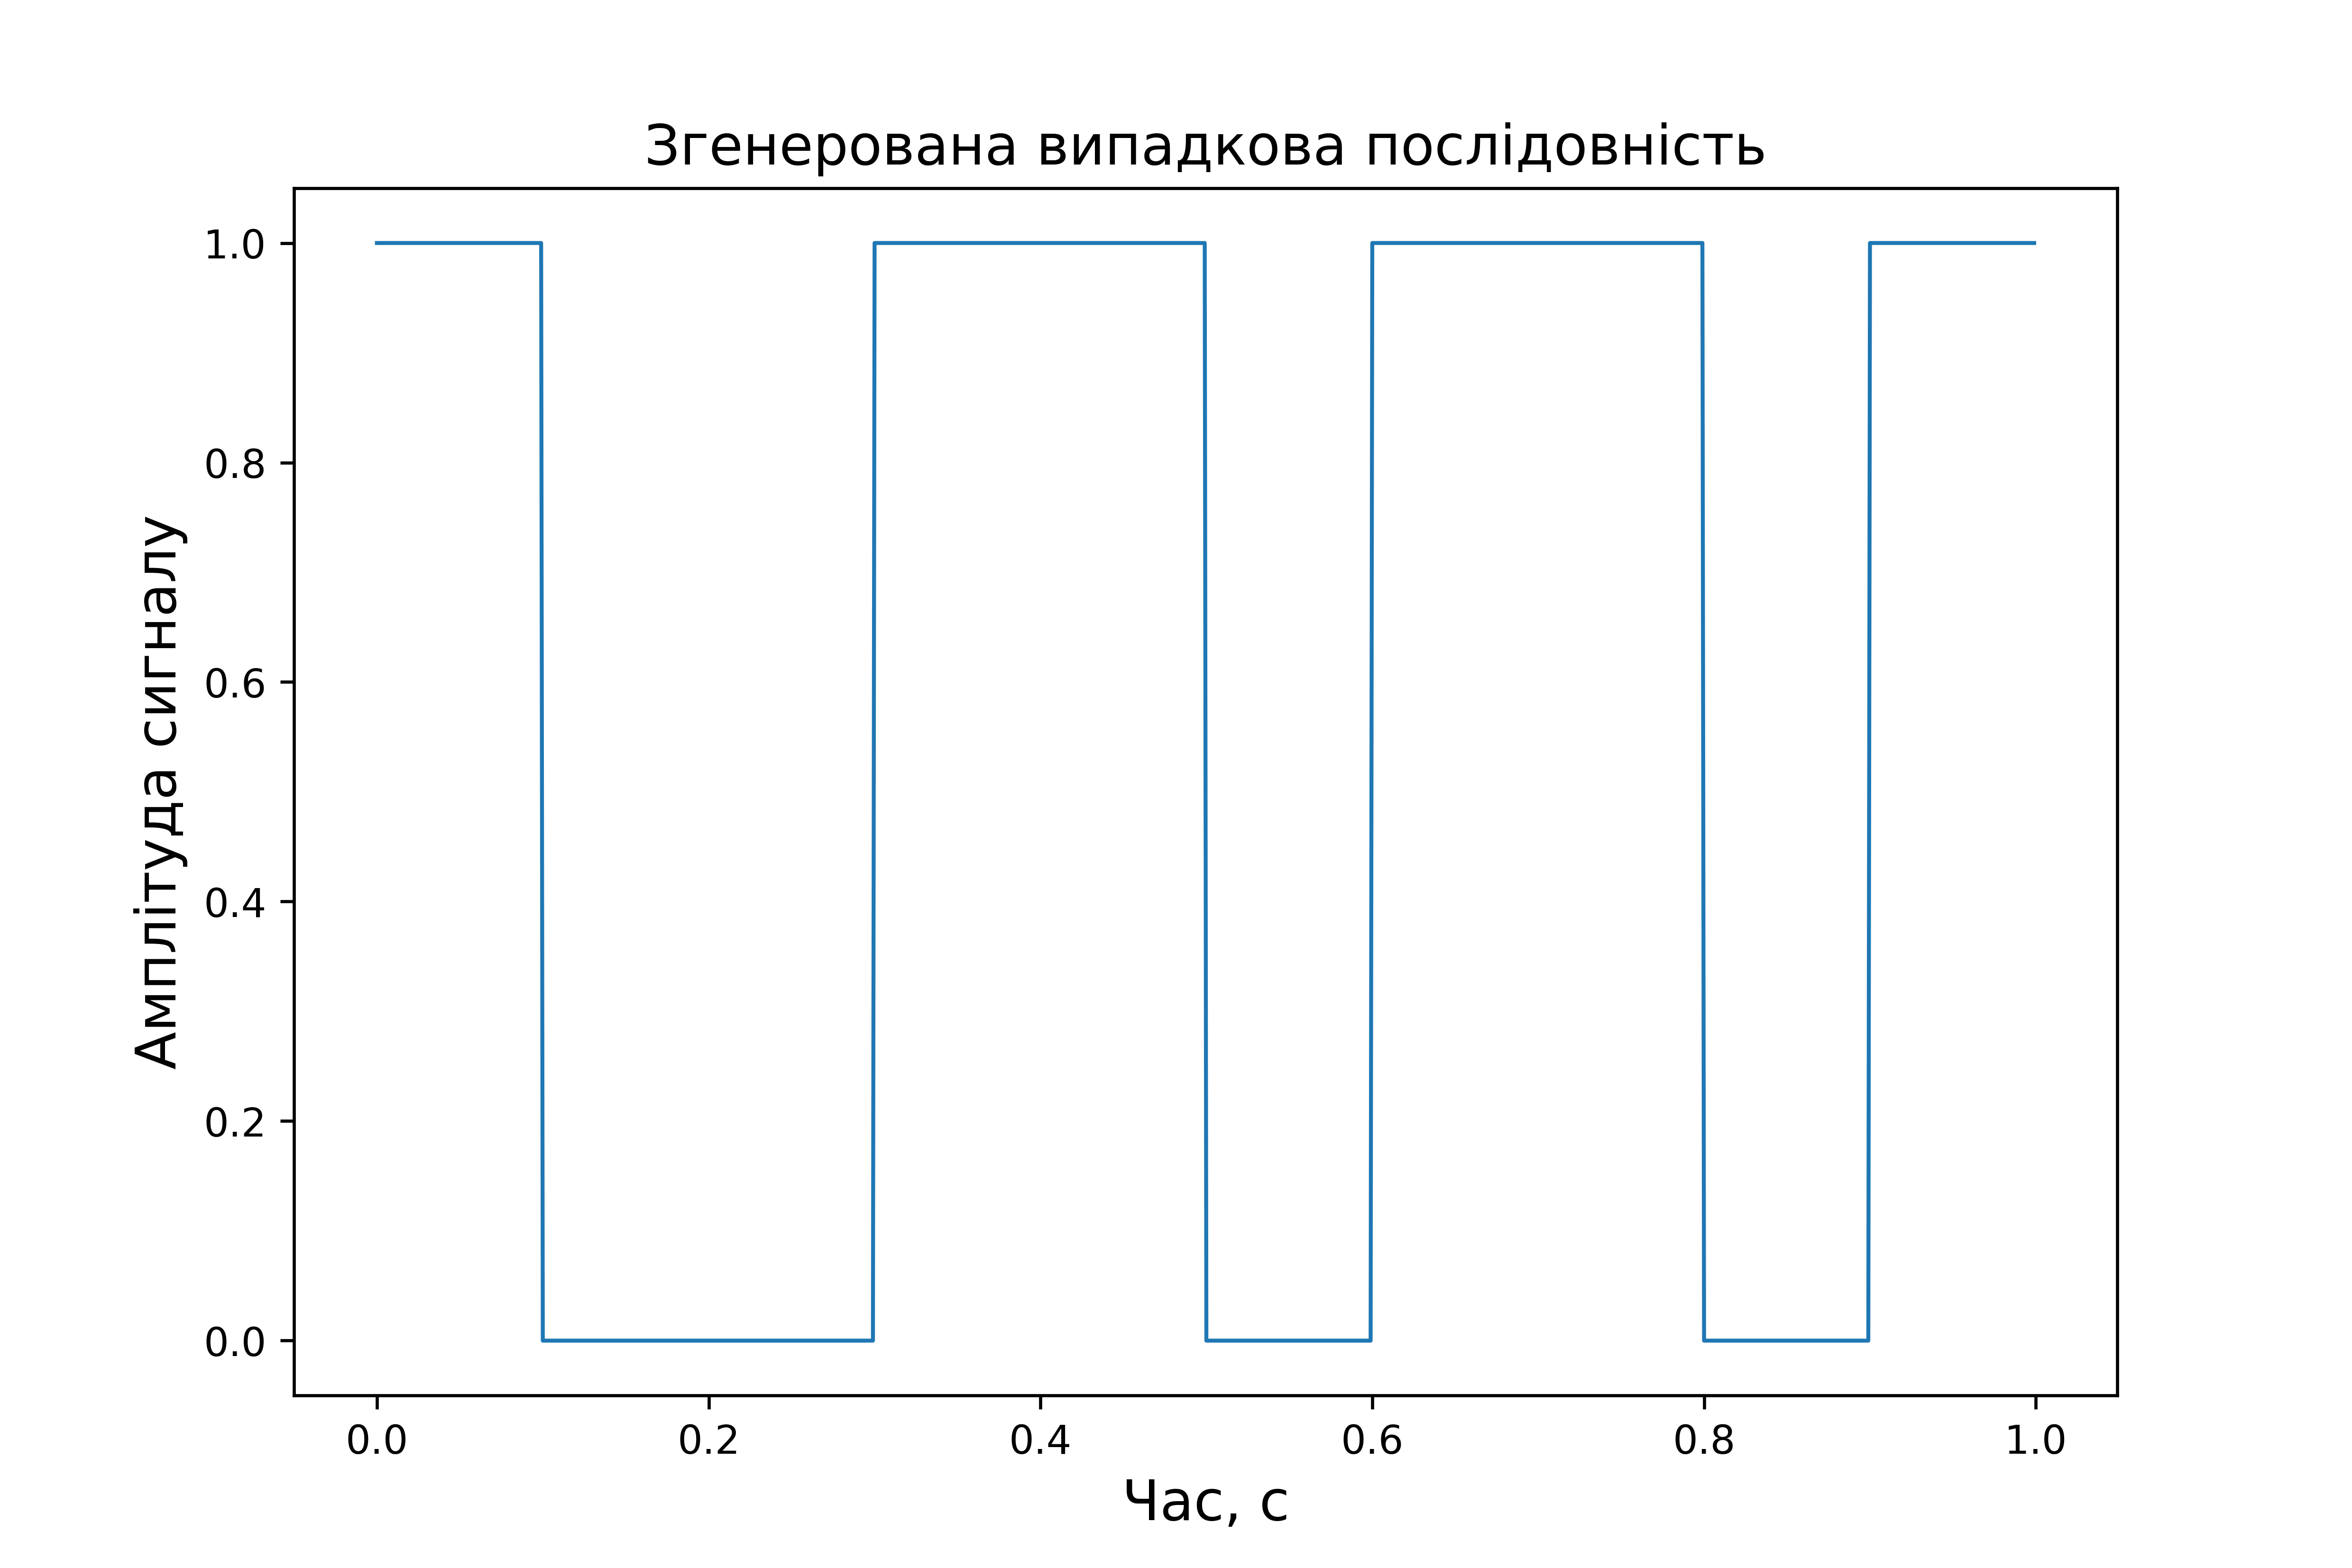 Згенерована випадкова послідовність
Амплітуда сигналу
1.0
0.8
0.6
0.4
0.2
0.0
0.0 0.2 0.4 0.6 0.8 1.0
Час, с